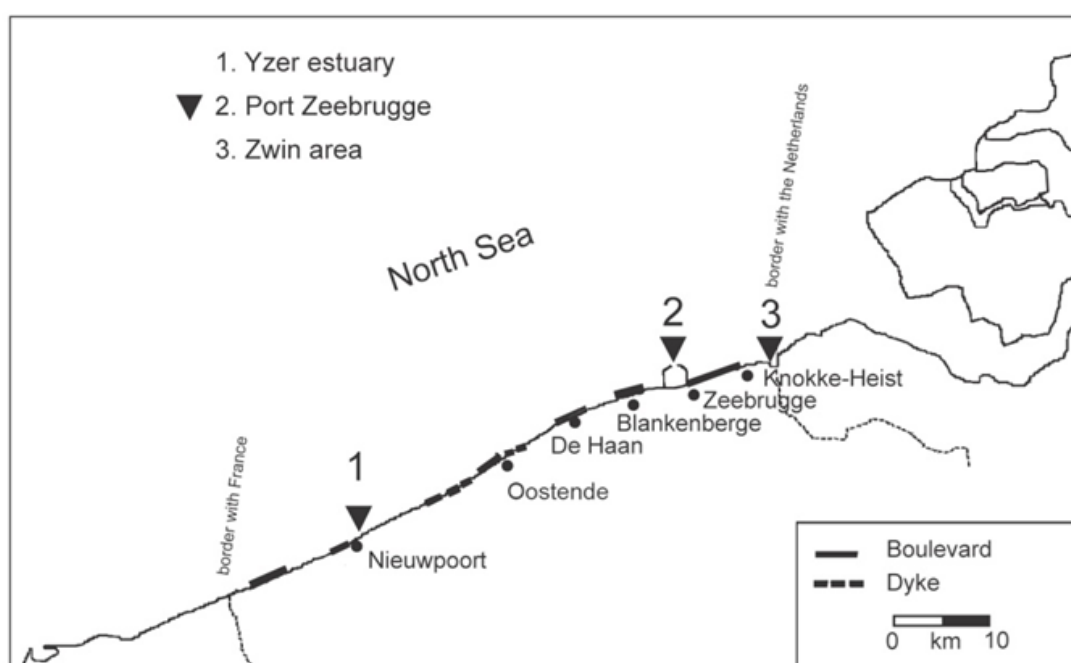 1. Yzer estuary
2. Port Zeebrugge
3. Zwin area
North Sea
border with the Netherlands
2
3
Knokke-Heist
Zeebrugge
Blankenberge
De Haan
Oostende
1
border with France
Nieuwpoort
Boulevard
Dyke
0 km 10